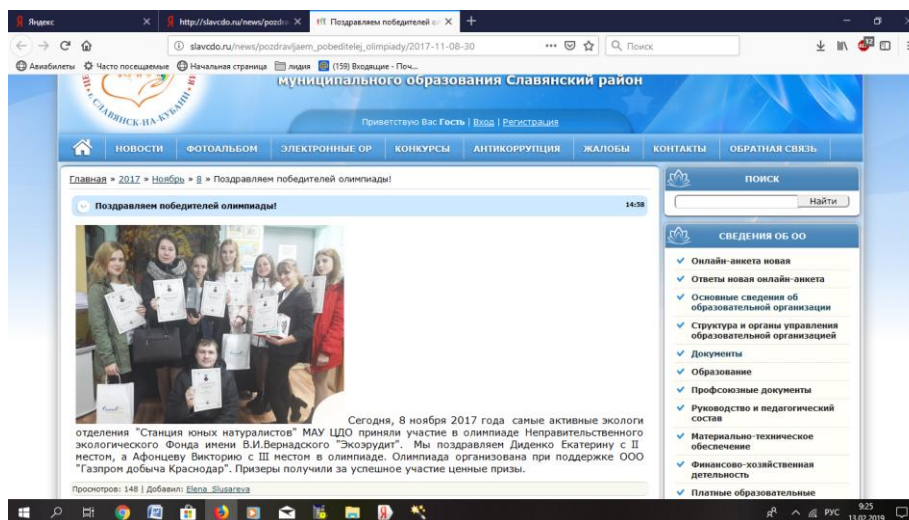 Яндекс
http://slavcdo.ru/news/pozdra
Поздравляем победителей ол
slavcdo.ru/news/pozdravljaem_pobeditelej_olimpiady/2017-11-08-30
Поиск
12
Авиабилеты Часто посещаемые Начальная страница лидия (159) Входящие - Поч...
муниципального образования Славянский район
г. СЛАВЯНСК-НА-КУБАНИ
Приветствую Вас Гость | Вход | Регистрация
НОВОСТИ ФОТОАЛЬБОМ ЭЛЕКТРОННЫЕ ОР КОНКУРСЫ АНТИКОРРУПЦИЯ ЖАЛОБЫ КОНТАКТЫ ОБРАТНАЯ СВЯЗЬ
Главная » 2017 » Ноябрь » 8 » Поздравляем победителей олимпиады!
Поздравляем победителей олимпиады! 14:58
Сегодня, 8 ноября 2017 года самые активные экологи
отделения "Станция юных натуралистов" МАУ ЦДО приняли участие в олимпиаде Неправительственного
экологического Фонда имени В.И.Вернадского "Экоэрудит". Мы поздравляем Диденко Екатерину с II
местом, а Афонцеву Викторию с III местом в олимпиаде. Олимпиада организована при поддержке ООО
"Газпром добыча Краснодар". Призеры получили за успешное участие ценные призы.
Просмотров: 148 | Добавил: Elena_Slusareva
ПОИСК
Найти
СВЕДЕНИЯ ОБ ОО
Онлайн-анкета новая
Ответы новая онлайн-анкета
Основные сведения об
образовательной организации
Структура и органы управления
образовательной организацией
Документы
Образование
Профсоюзные документы
Руководство и педагогический
состав
Материально-техническое
обеспечение
Финансово-хозяйственная
деятельность
Платные образовательные
РУС
9:25
13.02.2019